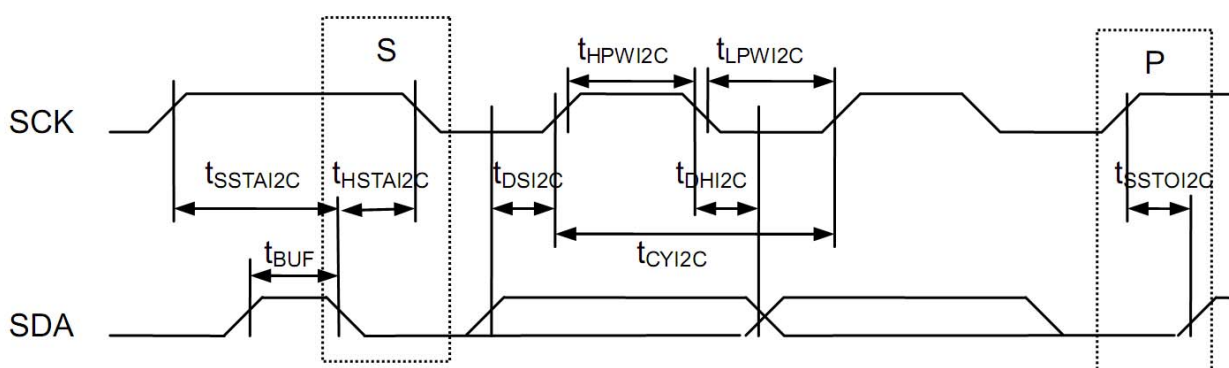 S
P
tHPWI2C
tLPWI2C
SCK
tSSTAI2C
tHSTAI2C
tDSI2C
tDHI2C
tSSTOI2C
tBUF
tCYI2C
SDA